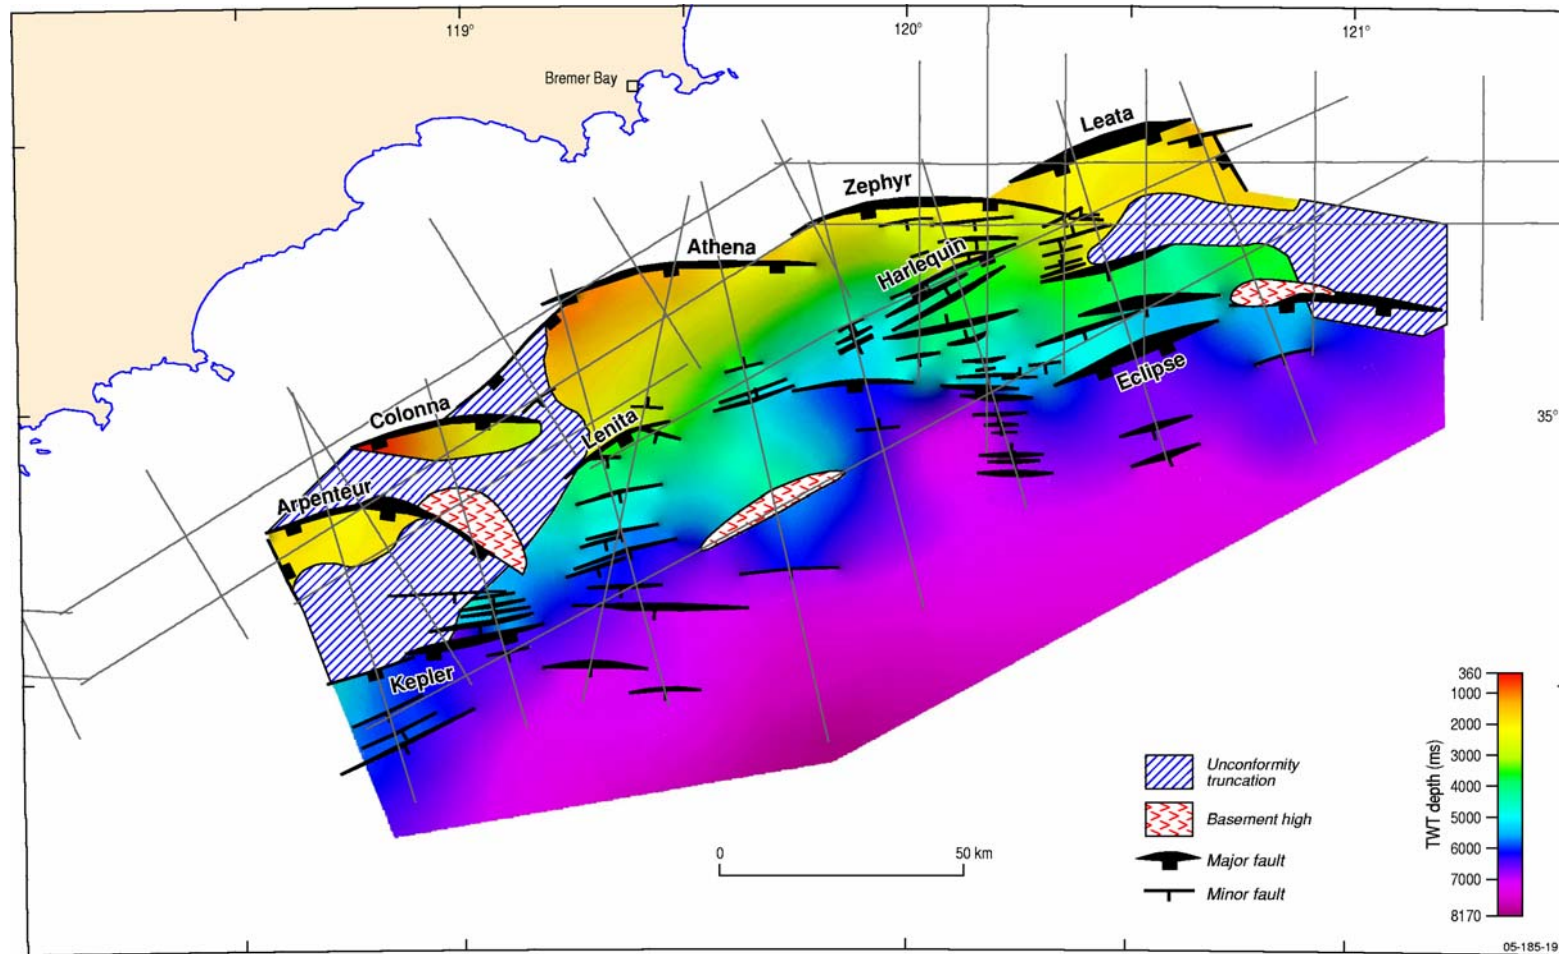 119°
120°
121°
Bremer Bay
Leata
Zephyr
Athena
Harlequin
Eclipse
Colonna
Lenita
35°
Arpenteur
Kepler
360
1000
2000
3000
4000
5000
6000
7000
8170
TWT depth (ms)
Unconformity
truncation
Basement high
Major fault
Minor fault
0 50 km
05-185-19